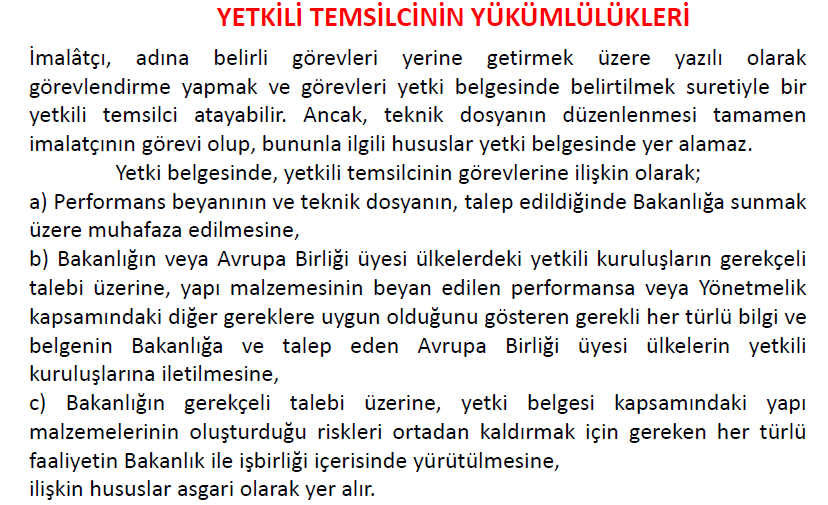 YETKİLİ TEMSİLCİNİN YÜKÜMLÜLÜKLERİ
İmalâtçı, adına belirli görevleri yerine getirmek üzere yazılı olarak
görevlendirme yapmak ve görevleri yetki belgesinde belirtilmek suretiyle bir
yetkili temsilci atayabilir. Ancak, teknik dosyanın düzenlenmesi tamamen
imalatçının görevi olup, bununla ilgili hususlar yetki belgesinde yer alamaz.
Yetki belgesinde, yetkili temsilcinin görevlerine ilişkin olarak;
a) Performans beyanının ve teknik dosyanın, talep edildiğinde Bakanlığa sunmak
üzere muhafaza edilmesine,
b) Bakanlığın veya Avrupa Birliği üyesi ülkelerdeki yetkili kuruluşların gerekçeli
talebi üzerine, yapı malzemesinin beyan edilen performansa veya Yönetmelik
kapsamındaki diğer gereklere uygun olduğunu gösteren gerekli her türlü bilgi ve
belgenin Bakanlığa ve talep eden Avrupa Birliği üyesi ülkelerin yetkili
kuruluşlarına iletilmesine,
c) Bakanlığın gerekçeli talebi üzerine, yetki belgesi kapsamındaki yapı
malzemelerinin oluşturduğu riskleri ortadan kaldırmak için gereken her türlü
faaliyetin Bakanlık ile işbirliği içerisinde yürütülmesine,
ilişkin hususlar asgari olarak yer alır.